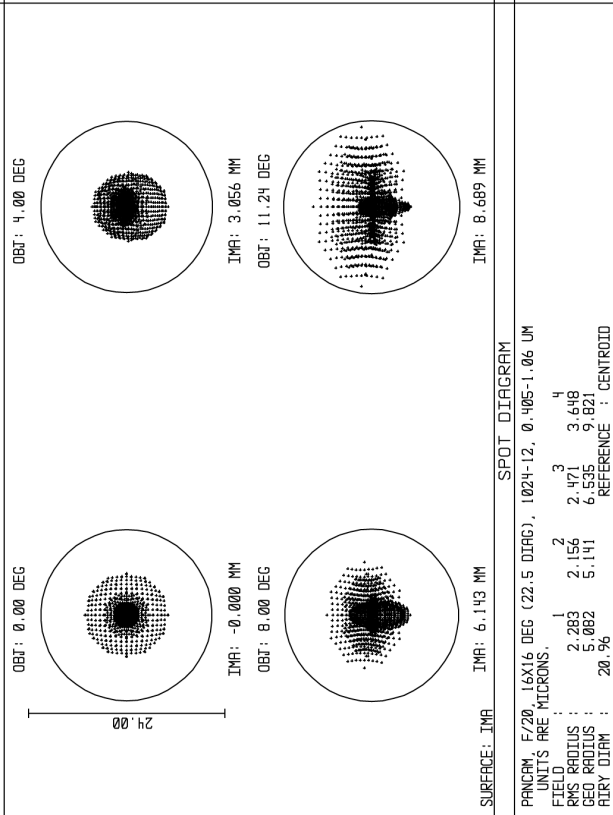 OBJ: 0.00 DEG
OBJ: 4.00 DEG
24.00
IMA: -0.000 MM
IMA: 3.056 MM
OBJ: 8.00 DEG
OBJ: 11.24 DEG
IMA: 6.143 MM
IMA: 8.689 MM
SURFACE: IMA
SPOT DIAGRAM
PANCAM, F/20, 16X16 DEG (22.5 DIAG), 1024-12, 0.405-1.06 UM
UNITS ARE MICRONS.
FIELD : 1 2 3 4
RMS RADIUS : 2.283 2.156 2.471 3.648
GEO RADIUS : 5.082 5.141 6.535 9.821
AIRY DIAM : 20.96 REFERENCE : CENTROID